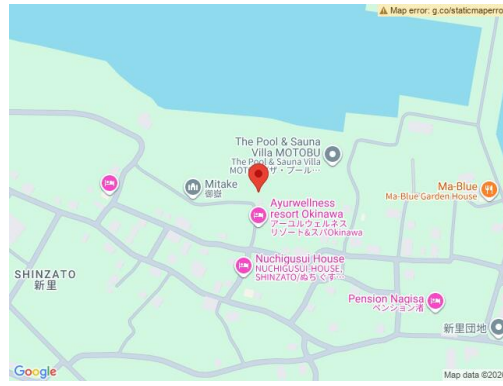 Map error: g.co/staticmaperro
The Pool & Sauna
Villa MOTOBU
The Pool & Sauna Villa
MOT
ザ・プール…
Mitake
御嶽
Ma-Blue
Ma-Blue Garden House
Ayurwellness
resort Okinawa
アーユルウェルネス
リゾート&スパOkinawa
Nuchigusui House
NUCHIGUSUI HOUSE,
SHINZATO/ぬちぐす…
SHINZATO
新里
Pension Nagisa
ペンション渚
新里団地
Google
Map data ©202